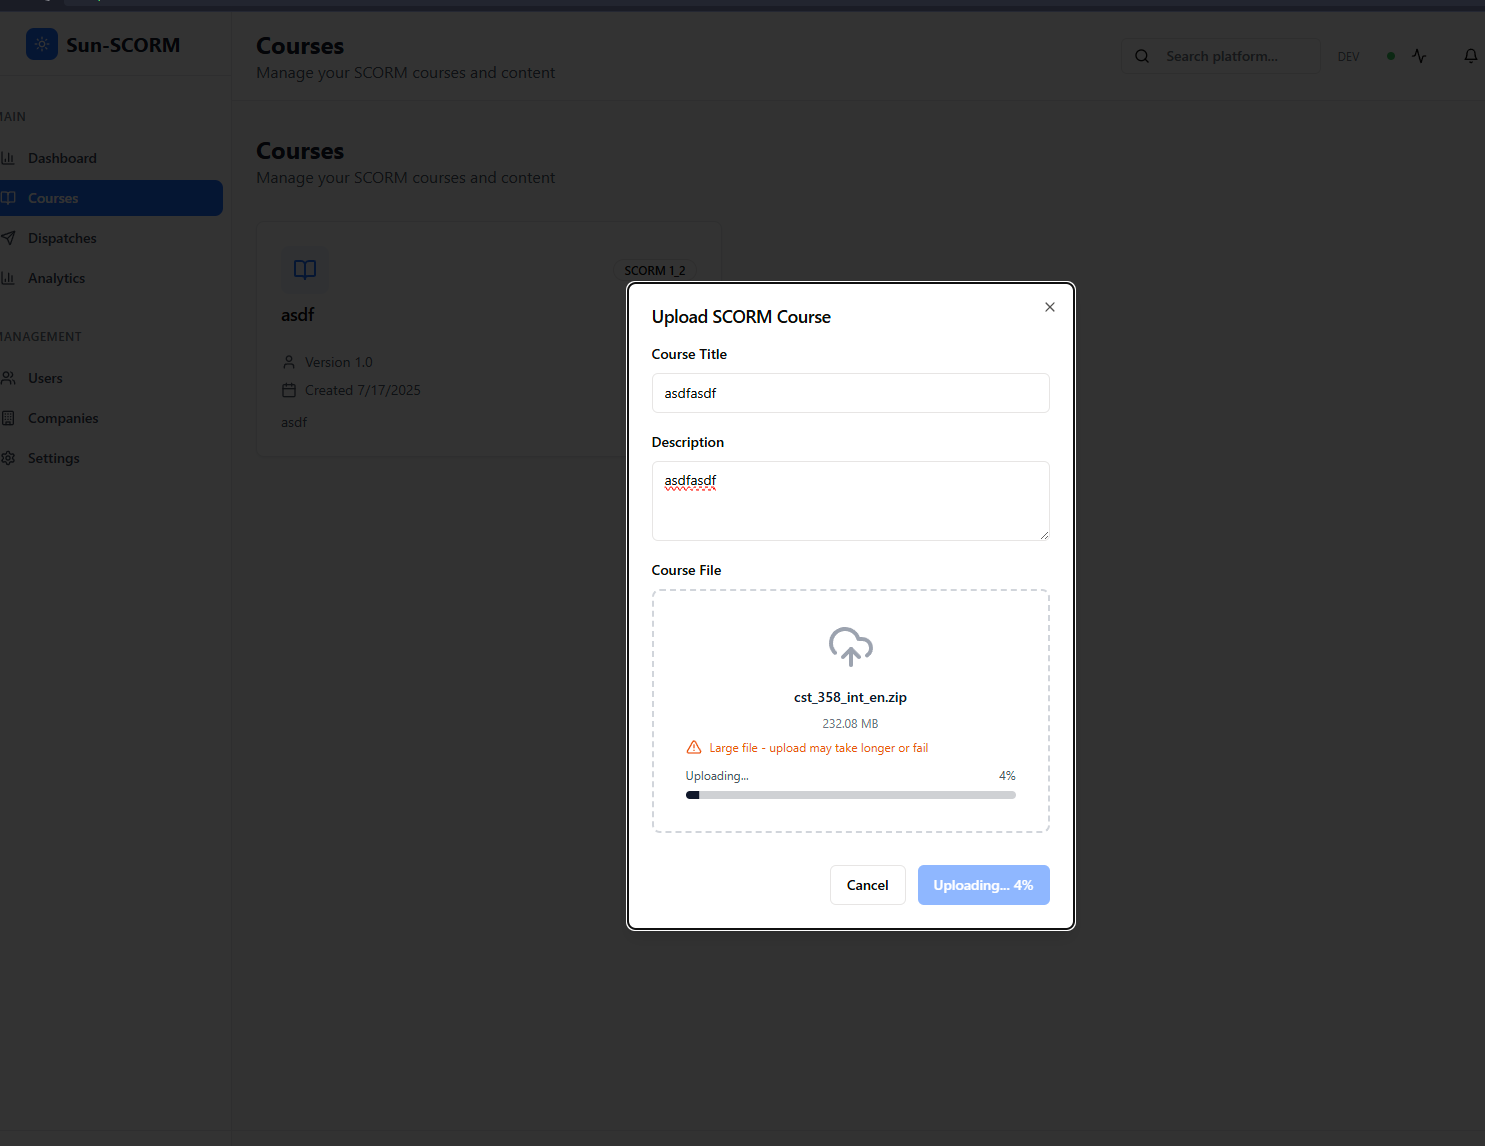 Sun-SCORM
Courses
Manage your SCORM courses and content
Search platform...
DEV
Dashboard
Courses
Dispatches
Analytics
Users
Companies
Settings
Courses
Manage your SCORM courses and content
SCORM 1_2
asdf
Version 1.0
Created 7/17/2025
asdf
Upload SCORM Course
Course Title
asdfasdf
Description
asdfasdf
Course File
cst_358_int_en.zip
232.08 MB
Large file - upload may take longer or fail
Uploading... 4%
Cancel
Uploading... 4%